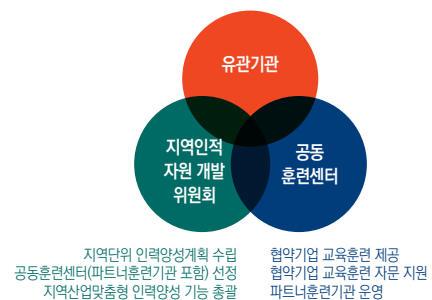 유관기관
지역인적
자원 개발
위원회
공동
훈련센터
지역단위 인력양성계획 수립
공동훈련센터(파트너훈련기관 포함) 선정
지역산업맞춤형 인력양성 기능 총괄
협약기업 교육훈련 제공
협약기업 교육훈련 자문 지원
파트너훈련기관 운영